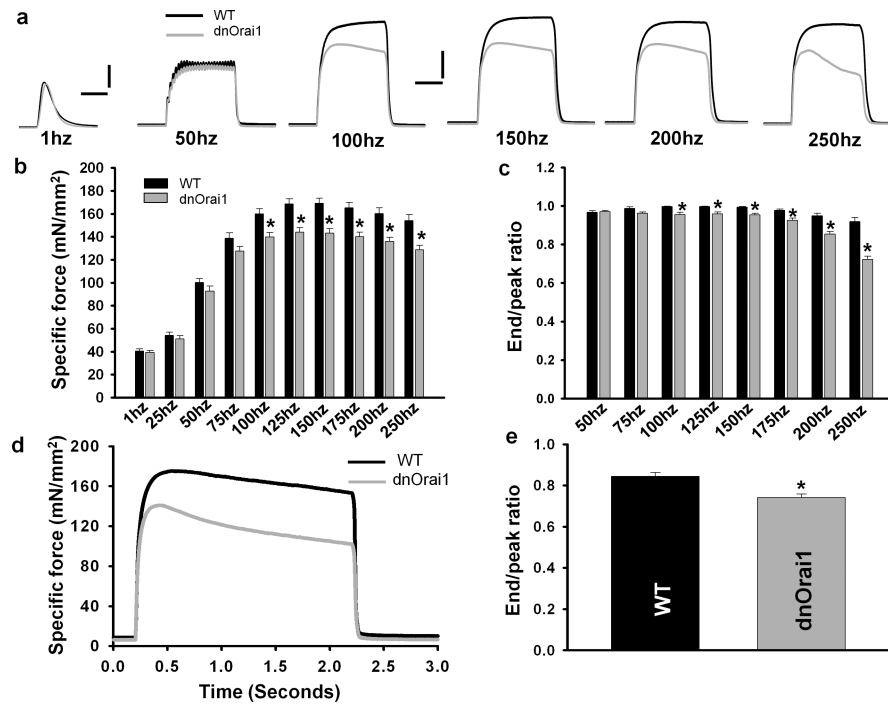 a
WT
dnOrai1
1hz
50hz
100hz
150hz
200hz
250hz
b
Specific force (mN/mm²)
200
180
160
140
120
100
80
60
40
20
0
WT
dnOrai1
* * * * * *
1hz
25hz
50hz
75hz
100hz
125hz
150hz
175hz
200hz
250hz
c
End/peak ratio
1.2
1.0
0.8
0.6
0.4
0.2
0.0
* * * * * *
50hz
75hz
100hz
125hz
150hz
175hz
200hz
250hz
d
Specific force (mN/mm²)
200
160
120
80
40
0
WT
dnOrai1
0.0 0.5 1.0 1.5 2.0 2.5 3.0
Time (Seconds)
e
End/peak ratio
1.0
0.8
0.6
0.4
0.2
0.0
*
WT
dnOrai1